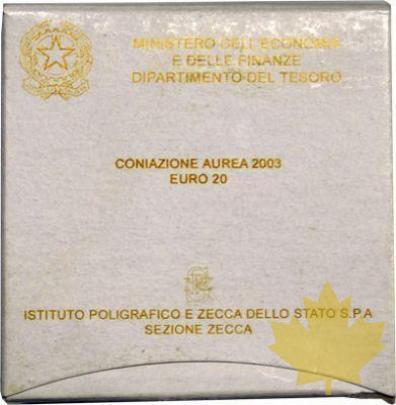 MINISTERO DELL'ECONOMIA
E DELLE FINANZE
DIPARTIMENTO DEL TESORO
CONIAZIONE AUREA 2003
EURO 20
ISTITUTO POLIGRAFICO E ZECCA DELLO STATO S.P.A
SEZIONE ZECCA